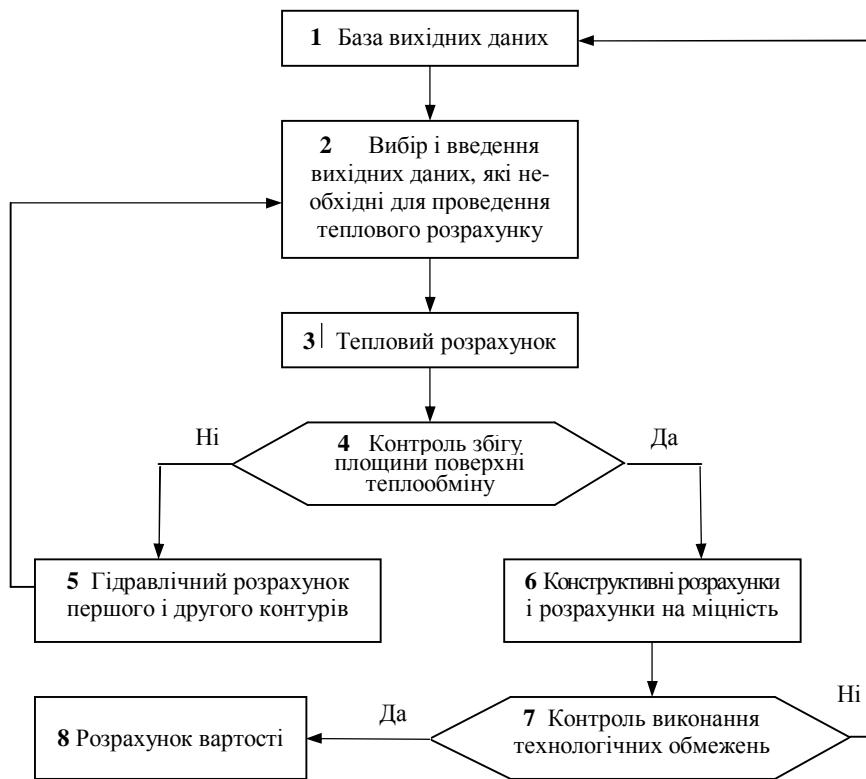 1 База вихідних даних
2 Вибір і введення
вихідних даних, які не-
обхідні для проведення
теплового розрахунку
3 Тепловий розрахунок
Ні
4 Контроль збігу
площини поверхні
теплообміну
Да
5 Гідравлічний розрахунок
першого і другого контурів
6 Конструктивні розрахунки
і розрахунки на міцність
8 Розрахунок вартості
Да
7 Контроль виконання
технологічних обмежень
Ні